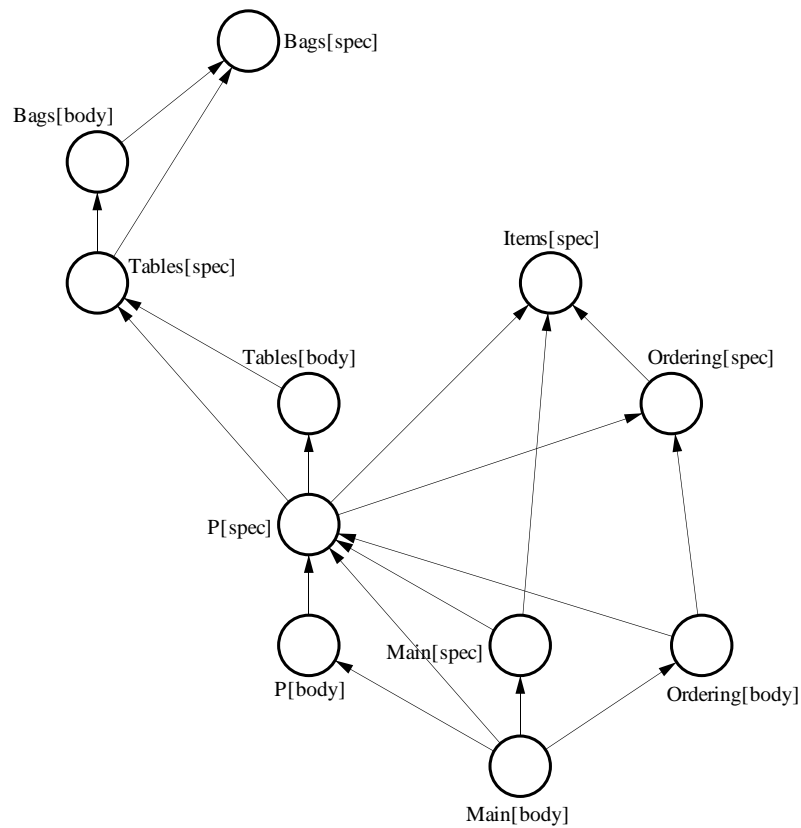 Bags[spec]
Bags[body]
Items[spec]
Tables[spec]
Tables[body]
Ordering[spec]
P[spec]
Main[spec]
P[body]
Ordering[body]
Main[body]